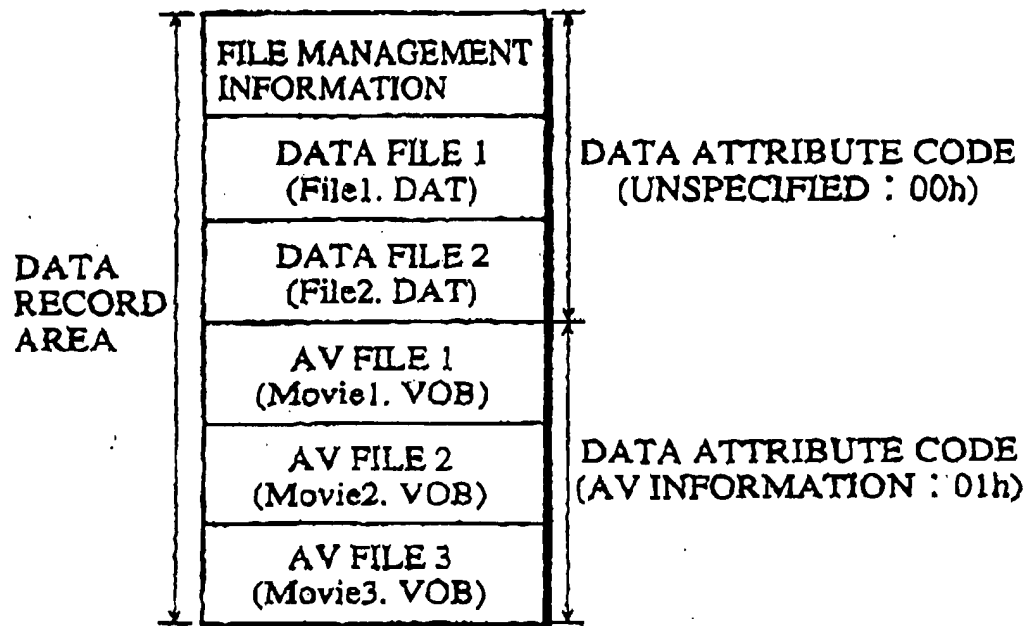 FILE MANAGEMENT
INFORMATION
DATA FILE 1
(File1. DAT)
DATA ATTRIBUTE CODE
(UNSPECIFIED : 00h)
DATA FILE 2
(File2. DAT)
DATA
RECORD
AREA
AV FILE 1
(Movie1. VOB)
AV FILE 2
(Movie2. VOB)
DATA ATTRIBUTE CODE
(AV INFORMATION : 01h)
AV FILE 3
(Movie3. VOB)